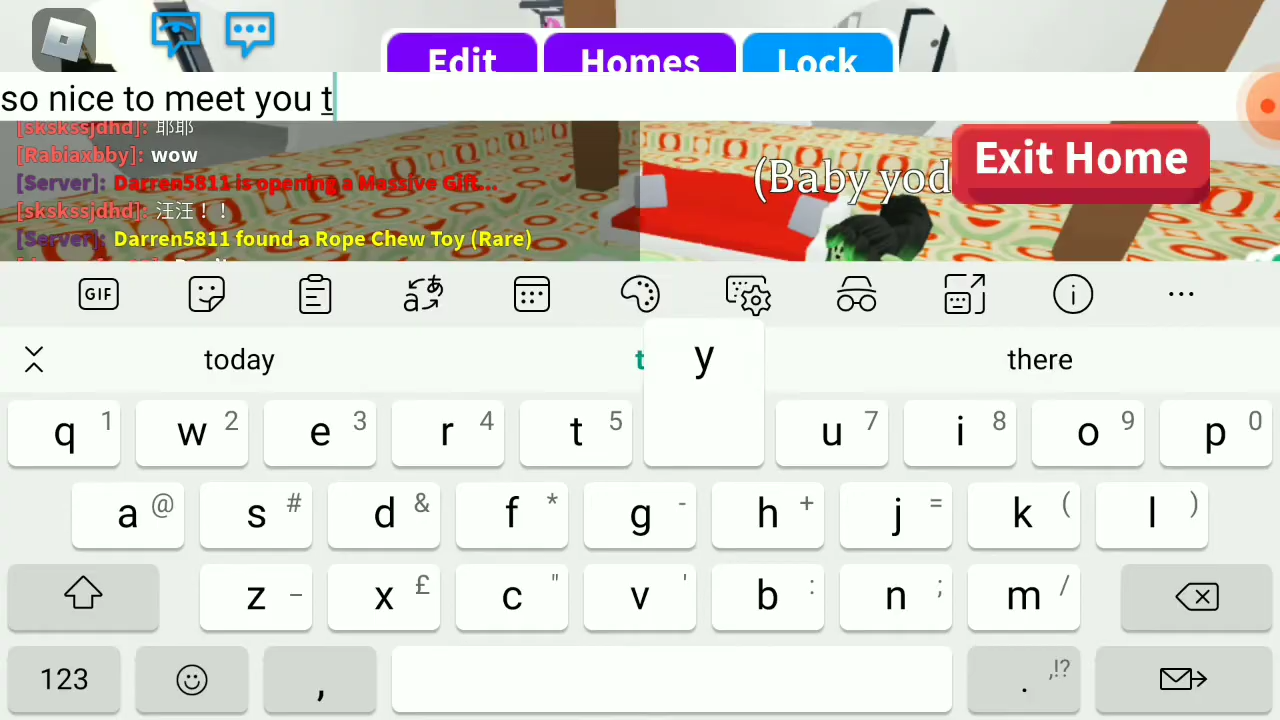 Edit Homes Lock
so nice to meet you t
[skskssjdhd]: 耶耶
[Rabiaxbby]: wow
[Server]: Darren5811 is opening a Massive Gift...
[skskssjdhd]: 汪汪！！
[Server]: Darren5811 found a Rope Chew Toy (Rare)
(Baby yod
Exit Home
GIF
today t y there
q 1 w 2 e 3 r 4 t 5 u 7 i 8 o 9 p 0
a @ s # d & f * g - h + j = k ( l )
z _ x £ c " v ' b : n ; m /
123 , . ,!?